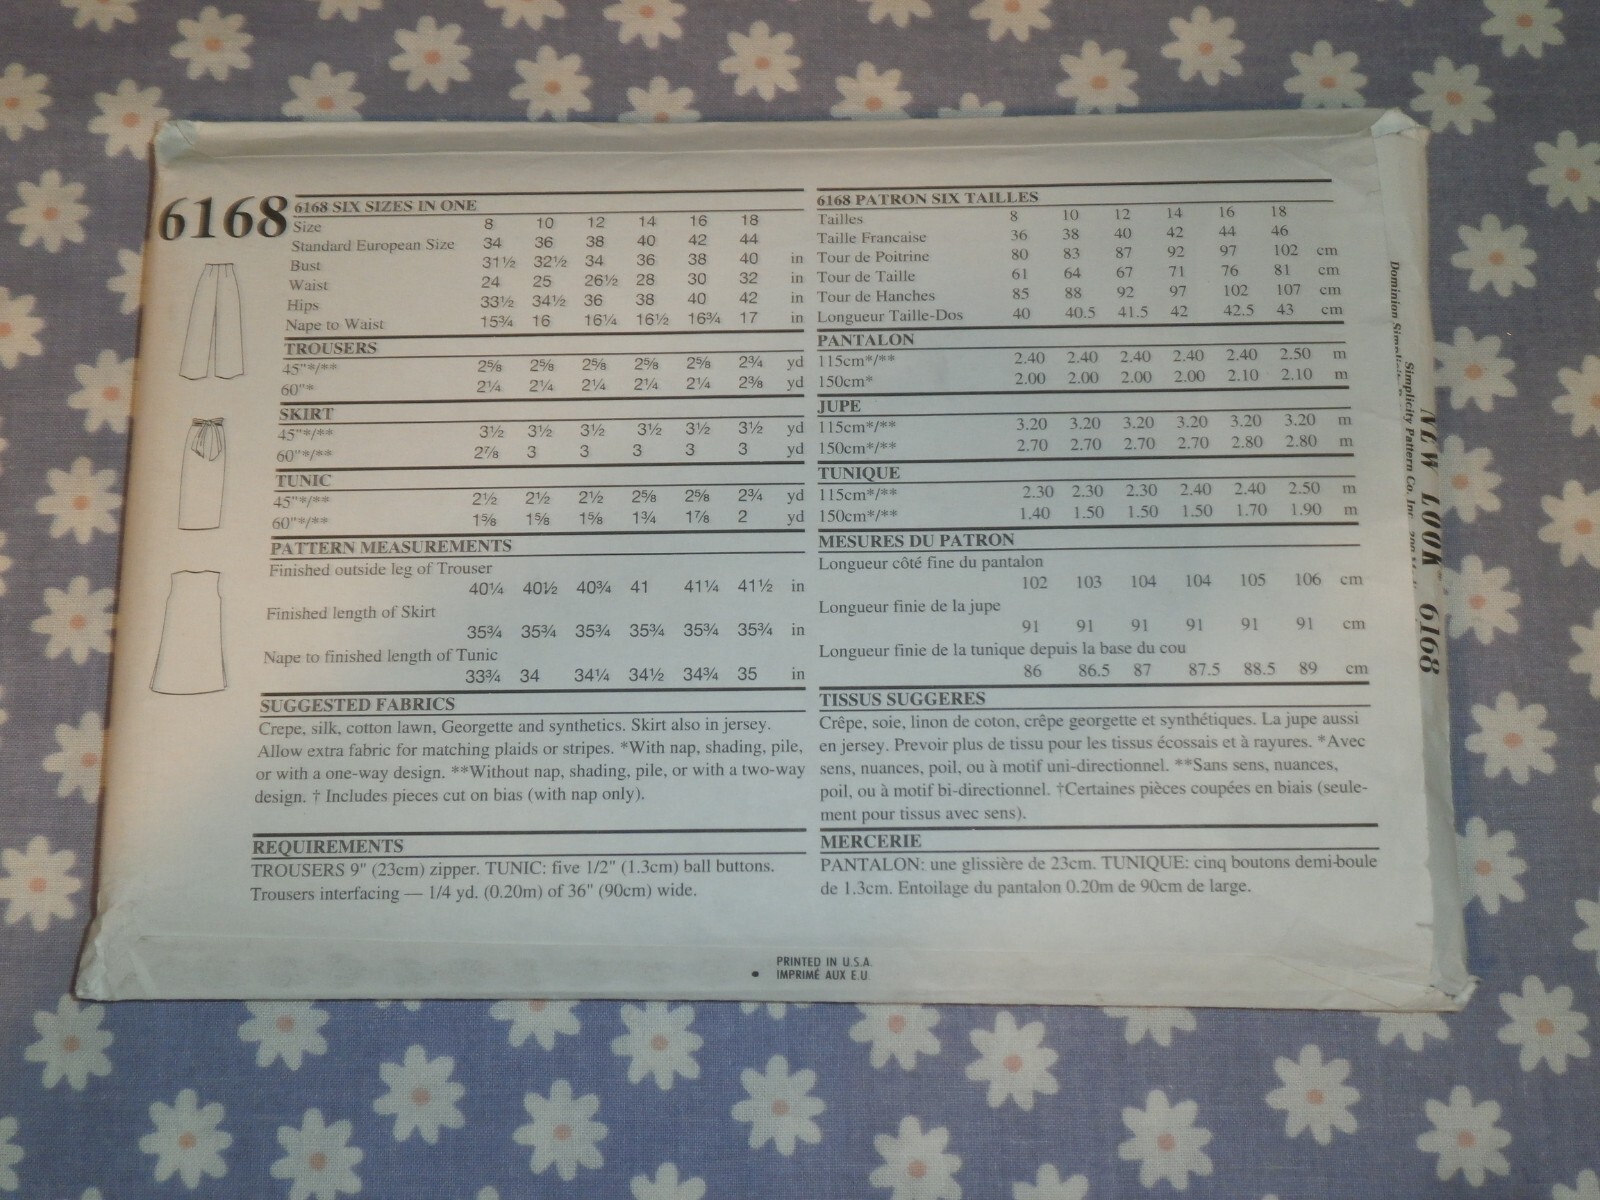 6168
6168 SIX SIZES IN ONE
Size 8 10 12 14 16 18
Standard European Size 34 36 38 40 42 44
Bust 31½ 32½ 34 36 38 40 in
Waist 24 25 26½ 28 30 32 in
Hips 33½ 34½ 36 38 40 42 in
Nape to Waist 15¾ 16 16¼ 16½ 16¾ 17 in
TROUSERS
45"*/** 2⅝ 2⅝ 2⅝ 2⅝ 2⅝ 2¾ yd
60"* 2¼ 2¼ 2¼ 2¼ 2¼ 2⅜ yd
SKIRT
45"*/** 3½ 3½ 3½ 3½ 3½ 3½ yd
60"*/** 2⅞ 3 3 3 3 3 yd
TUNIC
45"*/** 2½ 2½ 2½ 2⅝ 2⅝ 2¾ yd
60"*/** 1⅝ 1⅝ 1⅝ 1¾ 1⅞ 2 yd
PATTERN MEASUREMENTS
Finished outside leg of Trouser
40¼ 40½ 40¾ 41 41¼ 41½ in
Finished length of Skirt
35¾ 35¾ 35¾ 35¾ 35¾ 35¾ in
Nape to finished length of Tunic
33¾ 34 34¼ 34½ 34¾ 35 in
SUGGESTED FABRICS
Crepe, silk, cotton lawn, Georgette and synthetics. Skirt also in jersey.
Allow extra fabric for matching plaids or stripes. *With nap, shading, pile,
or with a one-way design. **Without nap, shading, pile, or with a two-way
design. † Includes pieces cut on bias (with nap only).
REQUIREMENTS
TROUSERS 9" (23cm) zipper. TUNIC: five 1/2" (1.3cm) ball buttons.
Trousers interfacing — 1/4 yd. (0.20m) of 36" (90cm) wide.
6168 PATRON SIX TAILLES
Tailles 8 10 12 14 16 18
Taille Francaise 36 38 40 42 44 46
Tour de Poitrine 80 83 87 92 97 102 cm
Tour de Taille 61 64 67 71 76 81 cm
Tour de Hanches 85 88 92 97 102 107 cm
Longueur Taille-Dos 40 40.5 41.5 42 42.5 43 cm
PANTALON
115cm*/** 2.40 2.40 2.40 2.40 2.40 2.50 m
150cm* 2.00 2.00 2.00 2.00 2.10 2.10 m
JUPE
115cm*/** 3.20 3.20 3.20 3.20 3.20 3.20 m
150cm*/** 2.70 2.70 2.70 2.70 2.80 2.80 m
TUNIQUE
115cm*/** 2.30 2.30 2.30 2.40 2.40 2.50 m
150cm*/** 1.40 1.50 1.50 1.50 1.70 1.90 m
MESURES DU PATRON
Longueur côté fine du pantalon
102 103 104 104 105 106 cm
Longueur finie de la jupe
91 91 91 91 91 91 cm
Longueur finie de la tunique depuis la base du cou
86 86.5 87 87.5 88.5 89 cm
TISSUS SUGGERES
Crêpe, soie, linon de coton, crêpe georgette et synthétiques. La jupe aussi
en jersey. Prevoir plus de tissu pour les tissus écossais et à rayures. *Avec
sens, nuances, poil, ou à motif uni-directionnel. **Sans sens, nuances,
poil, ou à motif bi-directionnel. †Certaines pièces coupées en biais (seule-
ment pour tissus avec sens).
MERCERIE
PANTALON: une glissière de 23cm. TUNIQUE: cinq boutons demi-boule
de 1.3cm. Entoilage du pantalon 0.20m de 90cm de large.
PRINTED IN U.S.A.
• IMPRIMÉ AUX E.U.
Dominion Simplicity
Simplicity Pattern Co. Inc.
NEW LOOK 6168